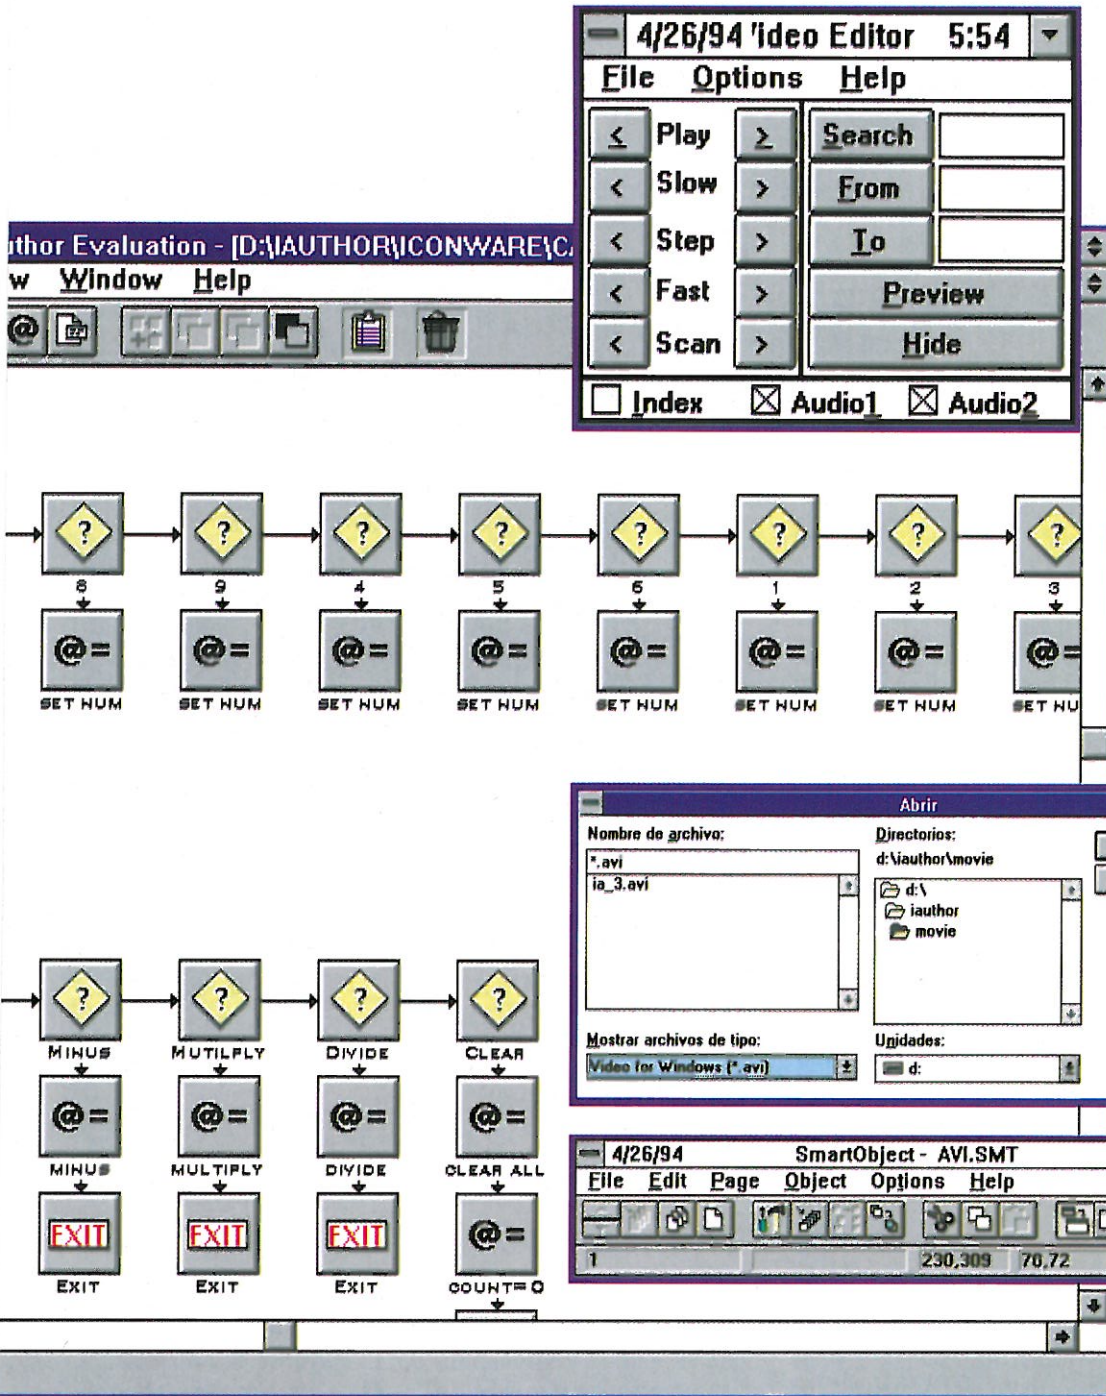 4/26/94 ideo Editor 5:54
File Options Help
< Play > Search
< Slow > From
< Step > To
< Fast > Preview
< Scan > Hide
Index Audio1 Audio2
thor Evaluation - [D:\IAUTHOR\ICONWARE\C
w Window Help
@
? ? ? ? ? ? ? ?
8 9 4 5 6 1 2 3
@= @= @= @= @= @= @= @=
SET NUM SET NUM SET NUM SET NUM SET NUM SET NUM SET NUM SET NU
Abrir
Nombre de archivo: Directorios:
*.avi d:\iauthor\movie
ia_3.avi d:\
iauthor
movie
Mostrar archivos de tipo: Unidades:
Video for Windows (*.avi) d:
? ? ? ?
MINUS MUTILPLY DIVIDE CLEAR
@= @= @= @=
MINUS MULTIPLY DIVIDE CLEAR ALL
EXIT EXIT EXIT @=
EXIT EXIT EXIT COUNT=0
4/26/94 SmartObject - AVI.SMT
File Edit Page Object Options Help
1 230,309 70,72